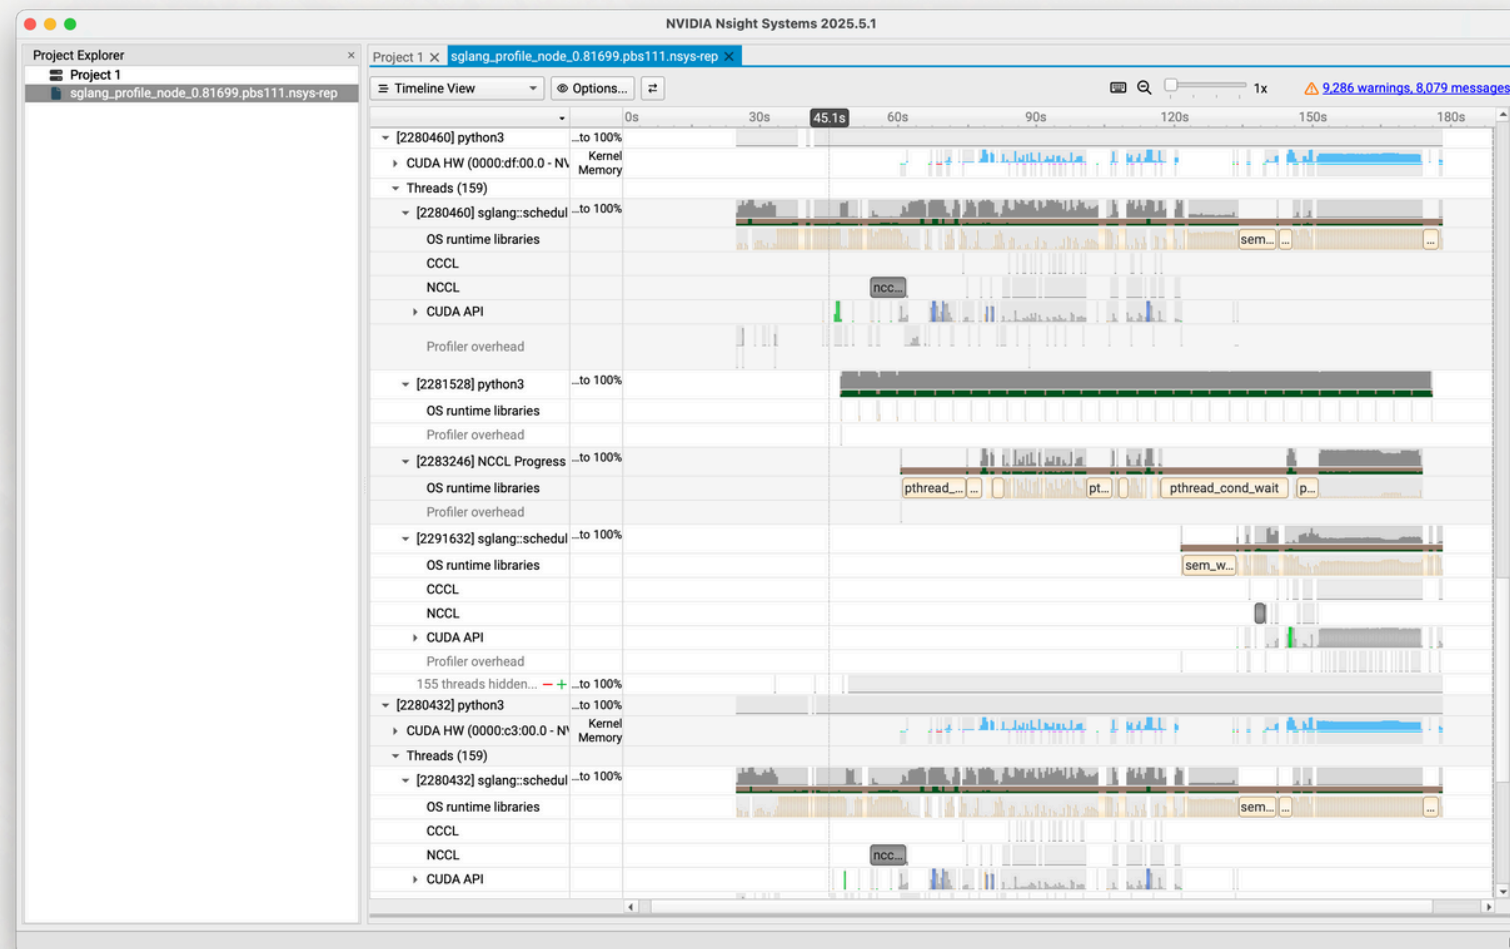 NVIDIA Nsight Systems 2025.5.1
Project Explorer
Project 1
sglang_profile_node_0.81699.pbs111.nsys-rep
Project 1
sglang_profile_node_0.81699.pbs111.nsys-rep
Timeline View
Options...
1x
9,286 warnings, 8,079 messages
0s 30s 45.1s 60s 90s 120s 150s 180s
[2280460] python3 ...to 100%
CUDA HW (0000:df:00.0 - NV Kernel
Memory
Threads (159)
[2280460] sglang::schedul ...to 100%
OS runtime libraries sem... ... ...
CCCL
NCCL ncc...
CUDA API
Profiler overhead
[2281528] python3 ...to 100%
OS runtime libraries
Profiler overhead
[2283246] NCCL Progress ...to 100%
OS runtime libraries pthread_... ... pt... pthread_cond_wait p...
Profiler overhead
[2291632] sglang::schedul ...to 100%
OS runtime libraries sem_w...
CCCL
NCCL
CUDA API
Profiler overhead
155 threads hidden... − + ...to 100%
[2280432] python3 ...to 100%
CUDA HW (0000:c3:00.0 - N Kernel
Memory
Threads (159)
[2280432] sglang::schedul ...to 100%
OS runtime libraries sem... ... ...
CCCL
NCCL ncc...
CUDA API